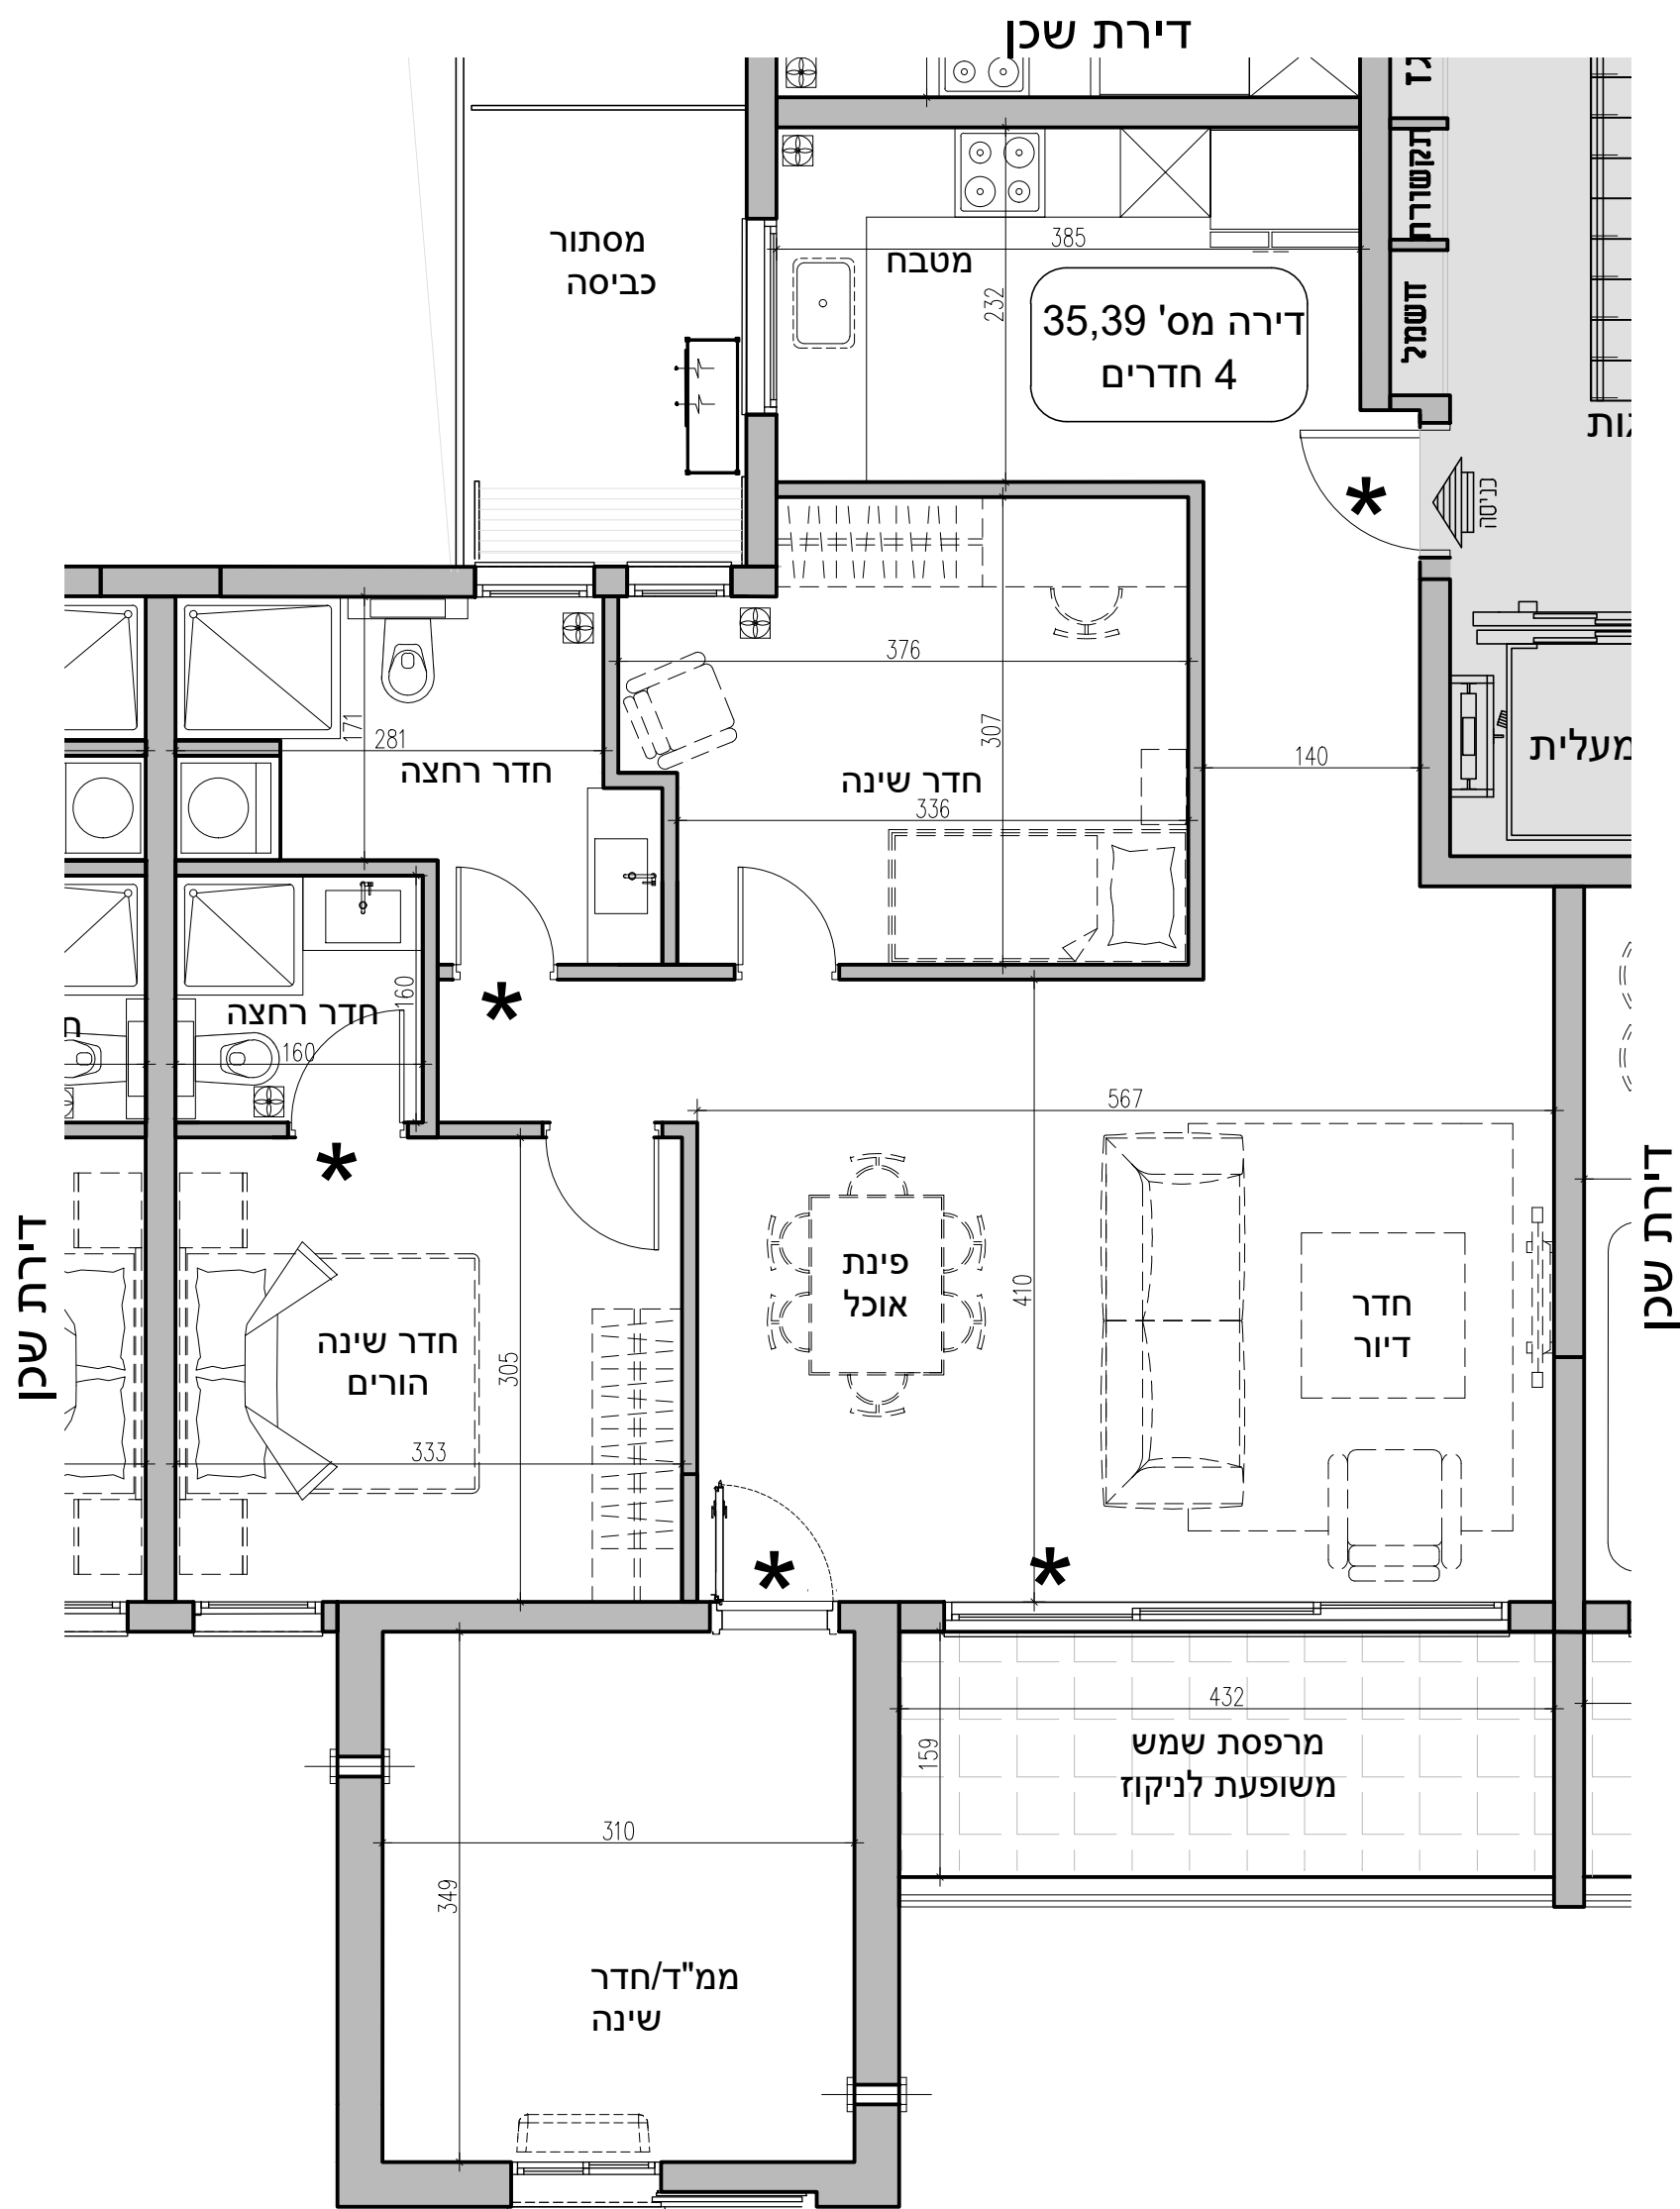 דירת שכן
תקשורת
חשמל
מסתור
כביסה
385
מטבח
232
דירה מס' 35,39
4 חדרים
כניסה
376
171
281
307
חדר רחצה
חדר שינה
336
140
מעלית
160
חדר רחצה
160
567
דירת שכן
דירת שכן
פינת
אוכל
410
חדר
דיור
חדר שינה
הורים
305
333
432
159
מרפסת שמש
משופעת לניקוז
310
349
ממ"ד/חדר
שינה